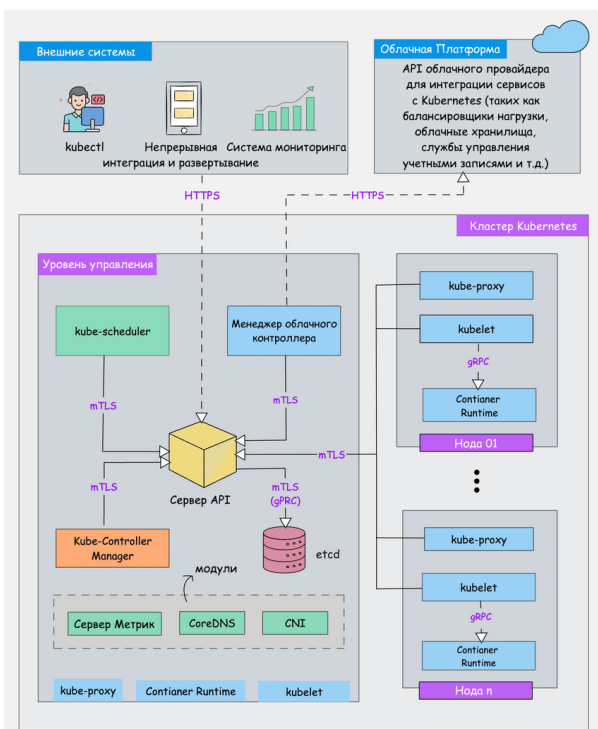 Внешние системы
kubectl
Непрерывная
интеграция и развертывание
Система мониторинга
Облачная Платформа
API облачного провайдера
для интеграции сервисов
с Kubernetes (таких как
балансировщики нагрузки,
облачные хранилища,
службы управления
учетными записями и т.д.)
HTTPS
HTTPS
Кластер Kubernetes
Уровень управления
kube-scheduler
Менеджер облачного
контроллера
mTLS
mTLS
mTLS
Сервер API
mTLS
mTLS
(gPRC)
Kube-Controller
Manager
etcd
модули
Сервер Метрик
CoreDNS
CNI
kube-proxy
Contianer Runtime
kubelet
kube-proxy
kubelet
gRPC
Contianer
Runtime
Нода 01
kube-proxy
kubelet
gRPC
Contianer
Runtime
Нода n